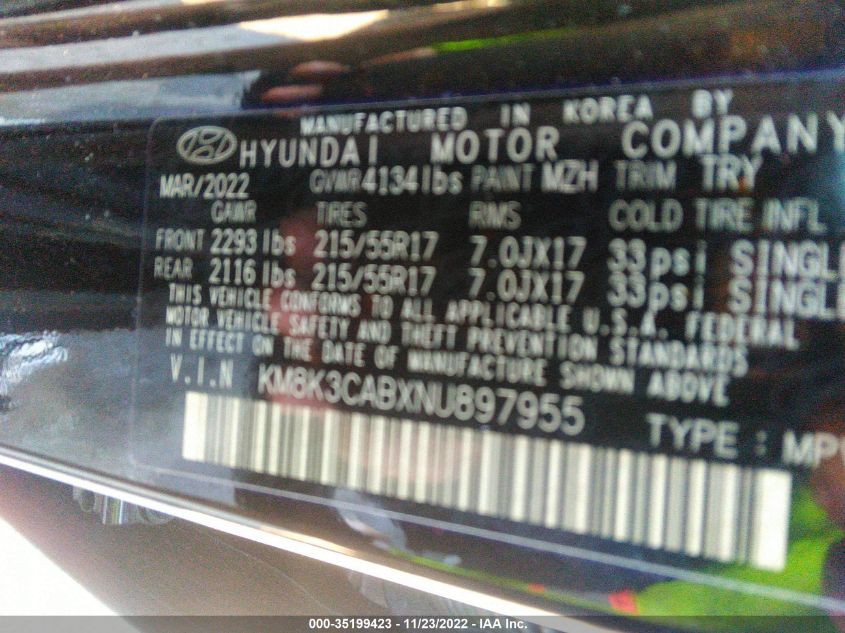 MANUFACTURED IN KOREA BY
HYUNDAI MOTOR COMPANY
MAR/2022 GVWR 4134 lbs PAINT MZH TRIM TRY
GAWR TIRES RMS COLD TIRE INFL
FRONT 2293 lbs 215/55R17 7.0JX17 33psi SINGLE
REAR 2116 lbs 215/55R17 7.0JX17 33psi SINGLE
THIS VEHICLE CONFORMS TO ALL APPLICABLE U.S.A. FEDERAL
MOTOR VEHICLE SAFETY AND THEFT PREVENTION STANDARDS
IN EFFECT ON THE DATE OF MANUFACTURE SHOWN ABOVE
V.I.N KM8K3CABXNU897955
TYPE : MPV
000-35199423 - 11/23/2022 - IAA Inc.